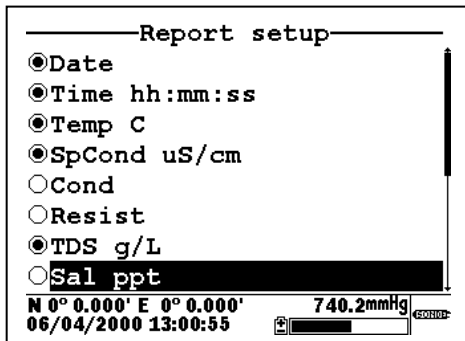 Report setup
Date
Time hh:mm:ss
Temp C
SpCond uS/cm
Cond
Resist
TDS g/L
Sal ppt
N 0° 0.000' E 0° 0.000' 740.2mmHg
06/04/2000 13:00:55